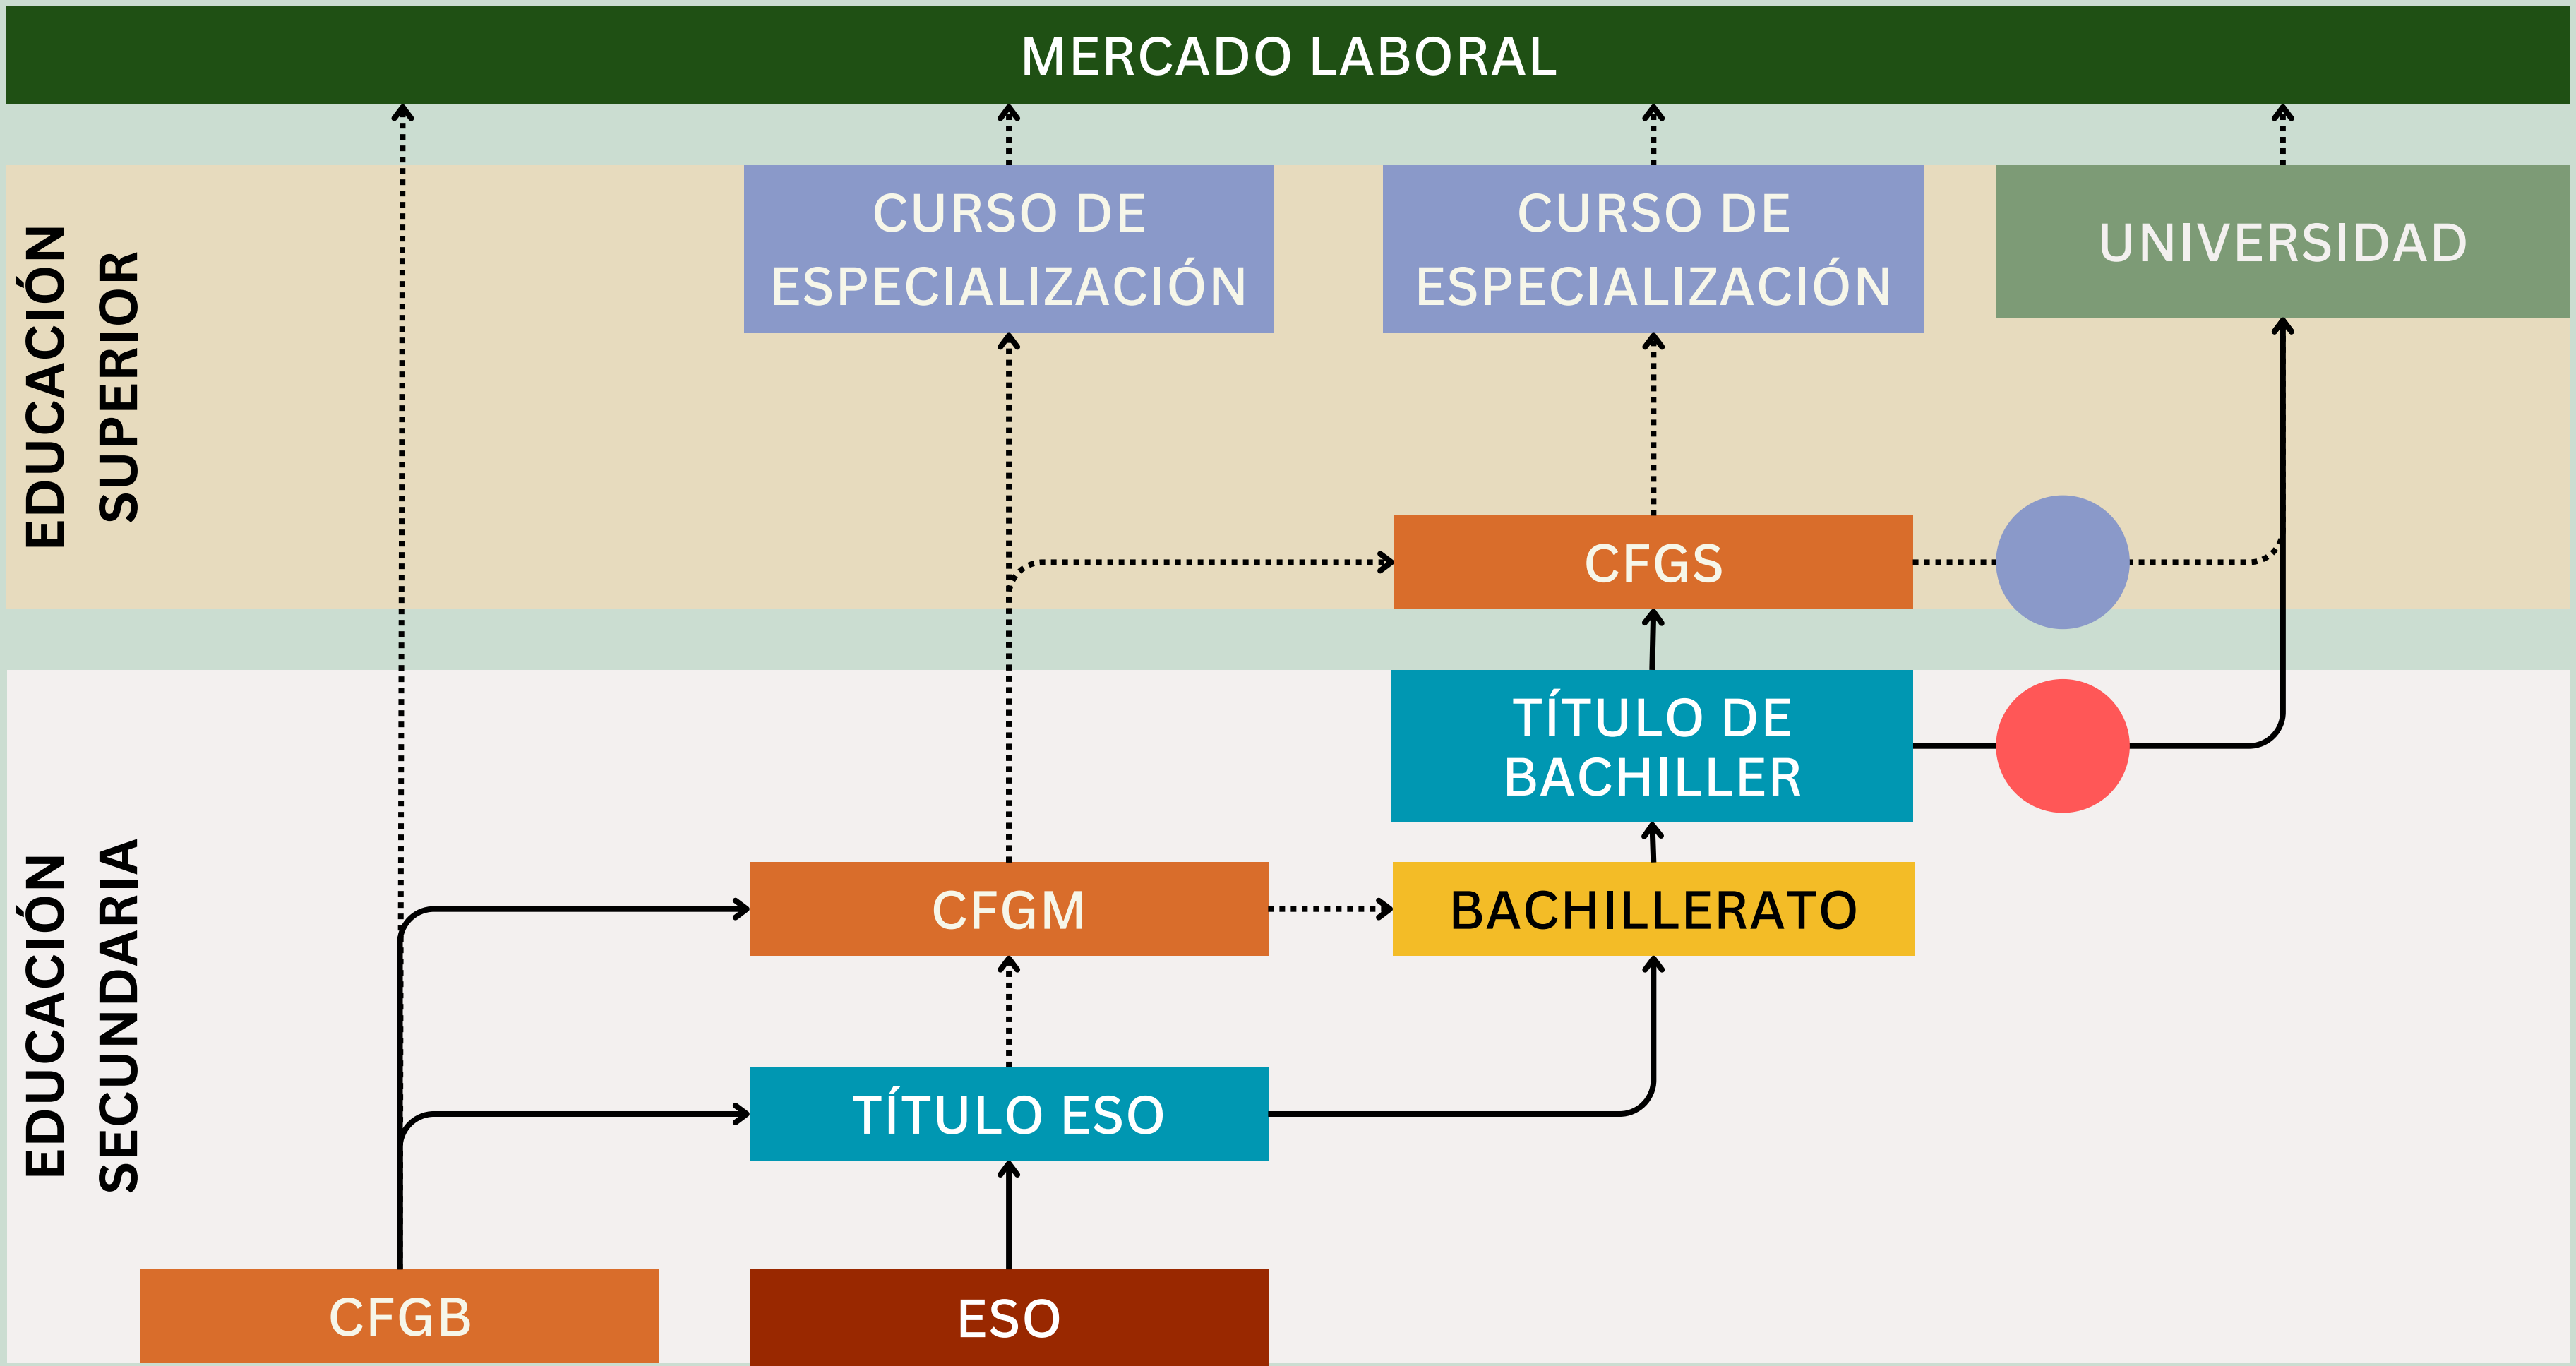 MERCADO LABORAL
EDUCACIÓN
SUPERIOR
CURSO DE
ESPECIALIZACIÓN
CURSO DE
ESPECIALIZACIÓN
UNIVERSIDAD
CFGS
EDUCACIÓN
SECUNDARIA
TÍTULO DE
BACHILLER
CFGM
BACHILLERATO
TÍTULO ESO
CFGB
ESO